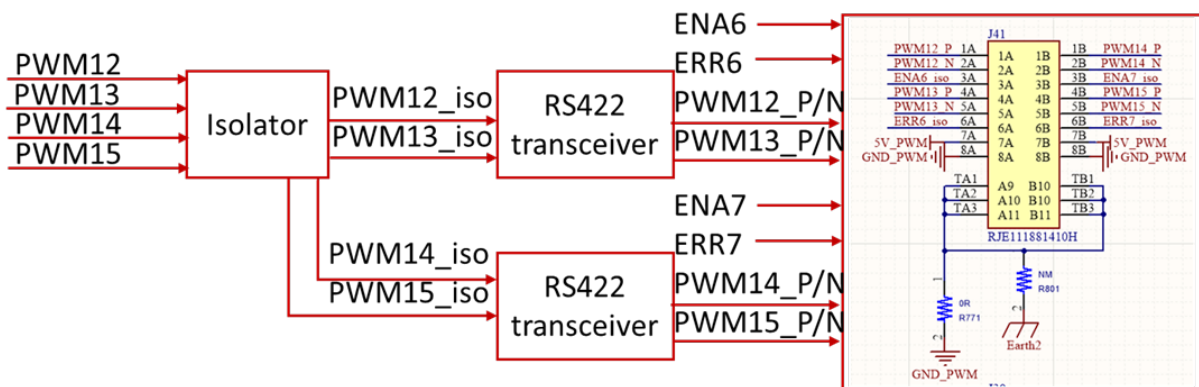 PWM12
PWM13
PWM14
PWM15
Isolator
PWM12_iso
PWM13_iso
PWM14_iso
PWM15_iso
RS422
transceiver
RS422
transceiver
ENA6
ERR6
PWM12_P/N
PWM13_P/N
ENA7
ERR7
PWM14_P/N
PWM15_P/N
J41
PWM12_P 1A 1A 1B 1B PWM14_P
PWM12_N 2A 2A 2B 2B PWM14_N
ENA6_iso 3A 3A 3B 3B ENA7_iso
PWM13_P 4A 4A 4B 4B PWM15_P
PWM13_N 5A 5A 5B 5B PWM15_N
ERR6_iso 6A 6A 6B 6B ERR7_iso
5V_PWM 7A 7A 7B 7B 5V_PWM
GND_PWM 8A 8A 8B 8B GND_PWM
TA1 A9 B10 TB1
TA2 A10 B10 TB2
TA3 A11 B11 TB3
RJE111881410H
1
0R
R771
2
GND_PWM
1
NM
R801
2
Earth2